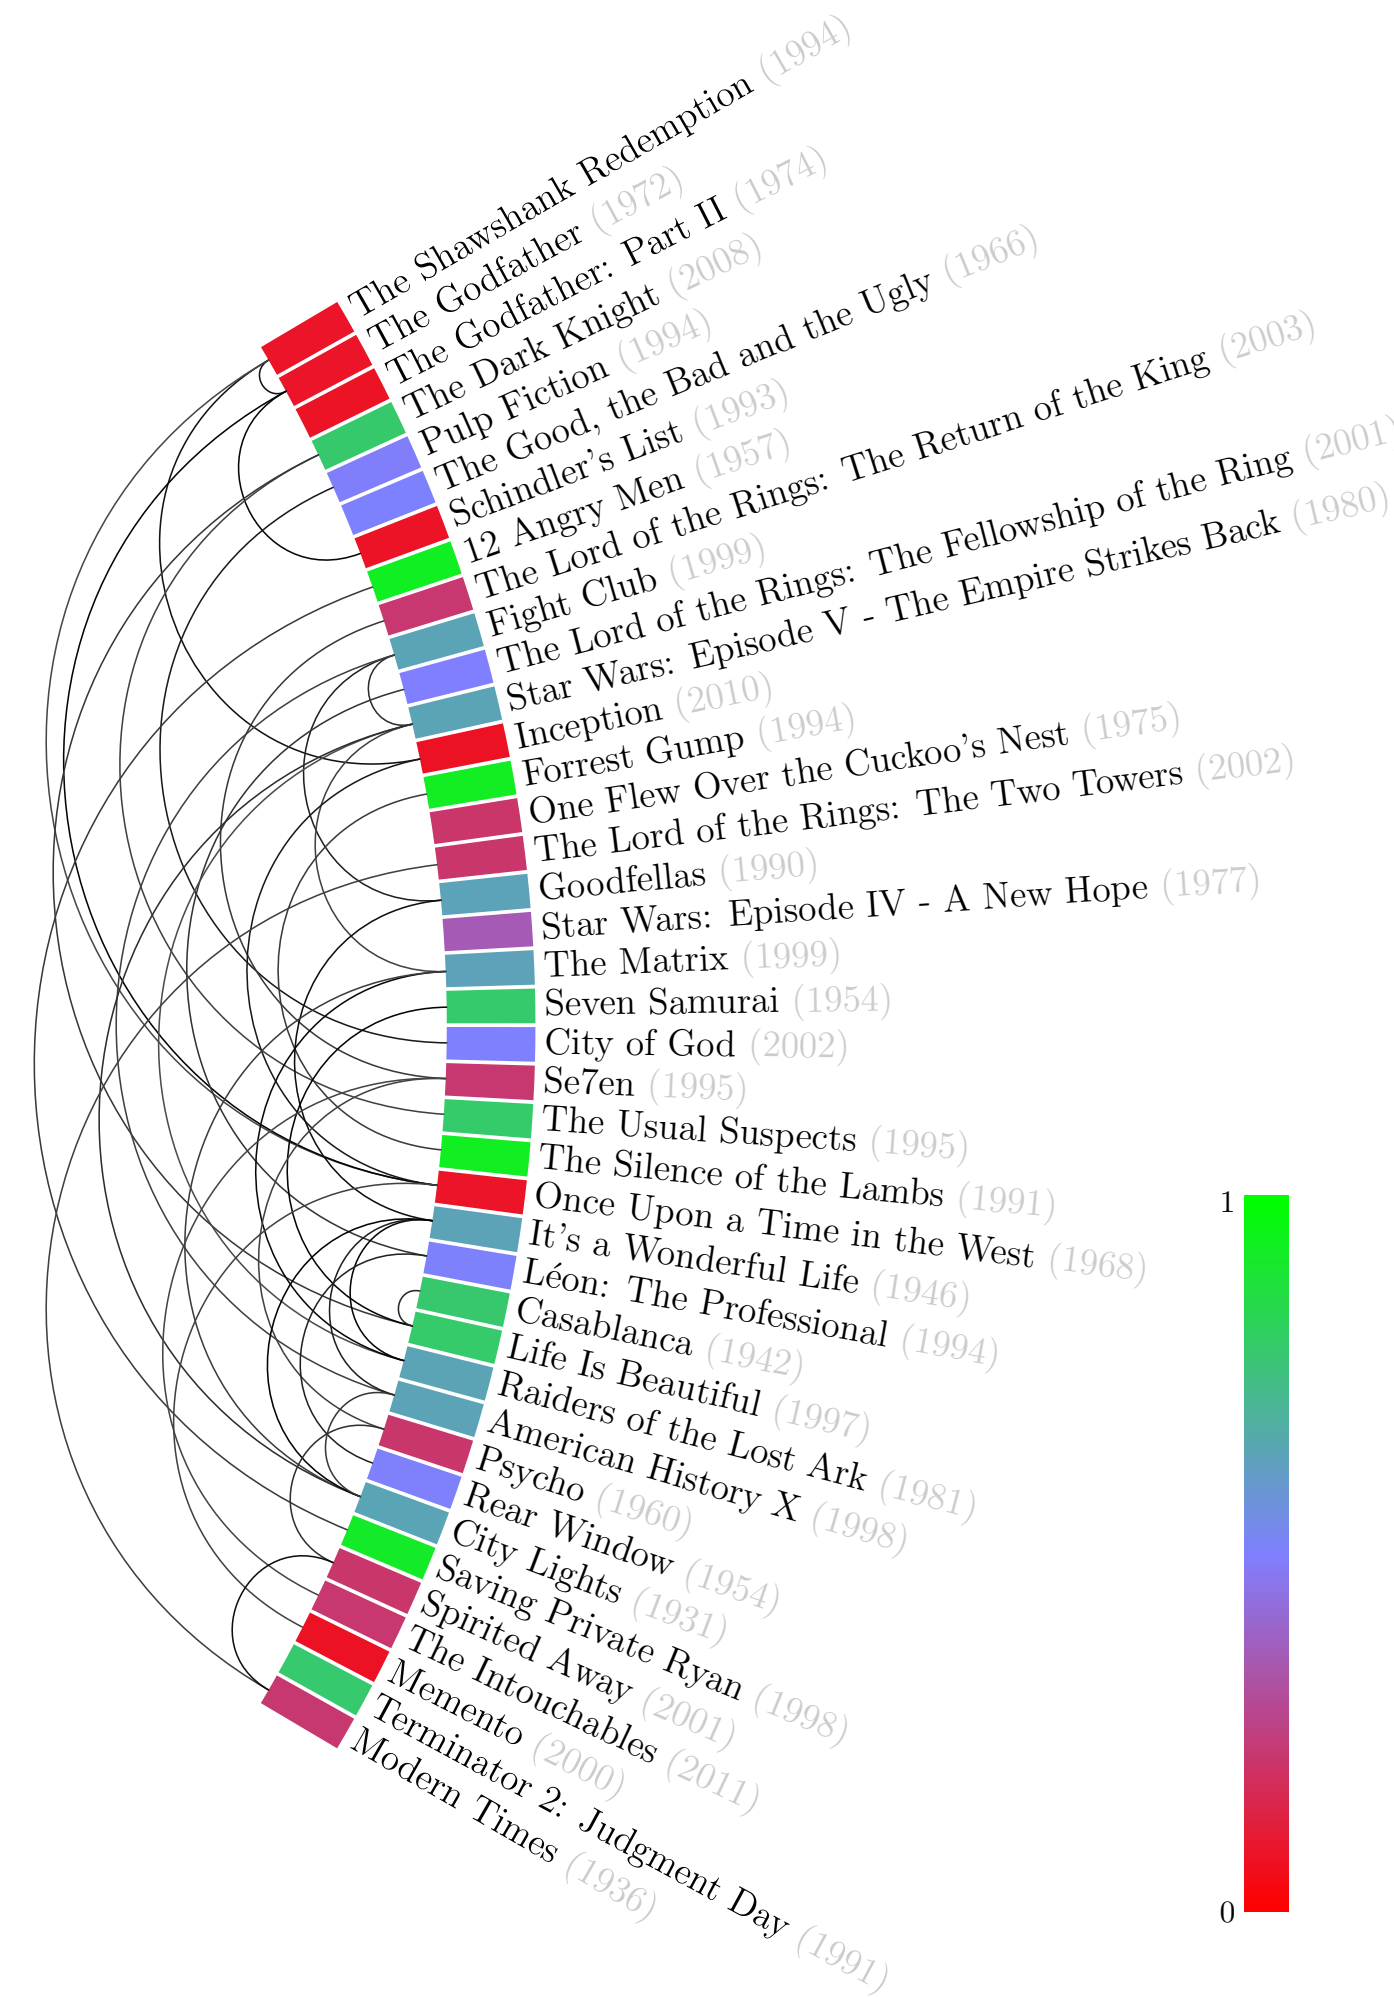 The Shawshank Redemption (1994)
The Godfather (1972)
The Godfather: Part II (1974)
The Dark Knight (2008)
Pulp Fiction (1994)
The Good, the Bad and the Ugly (1966)
Schindler's List (1993)
12 Angry Men (1957)
The Lord of the Rings: The Return of the King (2003)
Fight Club (1999)
The Lord of the Rings: The Fellowship of the Ring (2001)
Star Wars: Episode V - The Empire Strikes Back (1980)
Inception (2010)
Forrest Gump (1994)
One Flew Over the Cuckoo's Nest (1975)
The Lord of the Rings: The Two Towers (2002)
Goodfellas (1990)
Star Wars: Episode IV - A New Hope (1977)
The Matrix (1999)
Seven Samurai (1954)
City of God (2002)
Se7en (1995)
The Usual Suspects (1995)
The Silence of the Lambs (1991)
Once Upon a Time in the West (1968)
It's a Wonderful Life (1946)
Léon: The Professional (1994)
Casablanca (1942)
Life Is Beautiful (1997)
Raiders of the Lost Ark (1981)
American History X (1998)
Psycho (1960)
Rear Window (1954)
City Lights (1931)
Saving Private Ryan (1998)
Spirited Away (2001)
The Intouchables (2011)
Memento (2000)
Terminator 2: Judgment Day (1991)
Modern Times (1936)
1
0